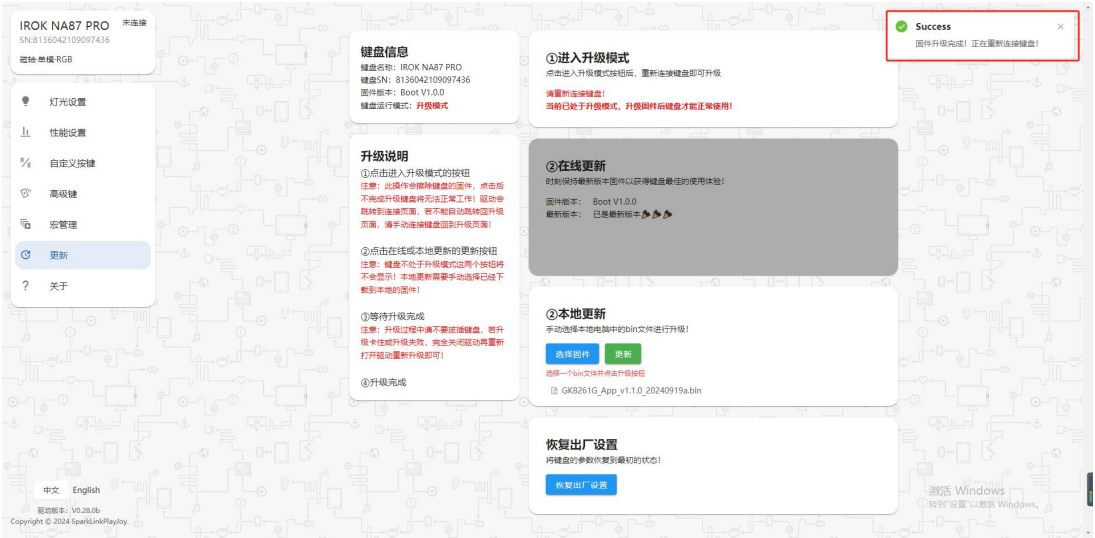 IROK NA87 PRO
未连接
SN:8136042109097436
磁轴·单模·RGB
灯光设置
性能设置
自定义按键
高级键
宏管理
更新
关于
中文 English
驱动版本：V0.28.0b
Copyright © 2024 SparkLinkPlayJoy
键盘信息
键盘名称：IROK NA87 PRO
键盘SN：8136042109097436
固件版本：Boot V1.0.0
键盘运行模式：升级模式
升级说明
①点击进入升级模式的按钮
注意：此操作会擦除键盘的固件，点击后
不完成升级键盘将无法正常工作！驱动会
跳转到连接页面，若不能自动跳转回升级
页面，请手动连接键盘回到升级页面！
②点击在线或本地更新的更新按钮
注意：键盘不处于升级模式这两个按钮将
不会显示！本地更新需要手动选择已经下
载到本地的固件！
③等待升级完成
注意：升级过程中请不要拔插键盘，若升
级卡住或升级失败，完全关闭驱动再重新
打开驱动重新升级即可！
④升级完成
①进入升级模式
点击进入升级模式按钮后，重新连接键盘即可升级
请重新连接键盘！
当前已处于升级模式，升级固件后键盘才能正常使用！
②在线更新
时刻保持最新版本固件以获得键盘最佳的使用体验！
固件版本： Boot V1.0.0
最新版本： 已是最新版本
②本地更新
手动选择本地电脑中的bin文件进行升级！
选择固件 更新
选择一个bin文件并点击升级按钮
GK8261G_App_v1.1.0_20240919a.bin
恢复出厂设置
将键盘的参数恢复到最初的状态！
恢复出厂设置
Success
固件升级完成！正在重新连接键盘！
激活 Windows
转到"设置"以激活 Windows。